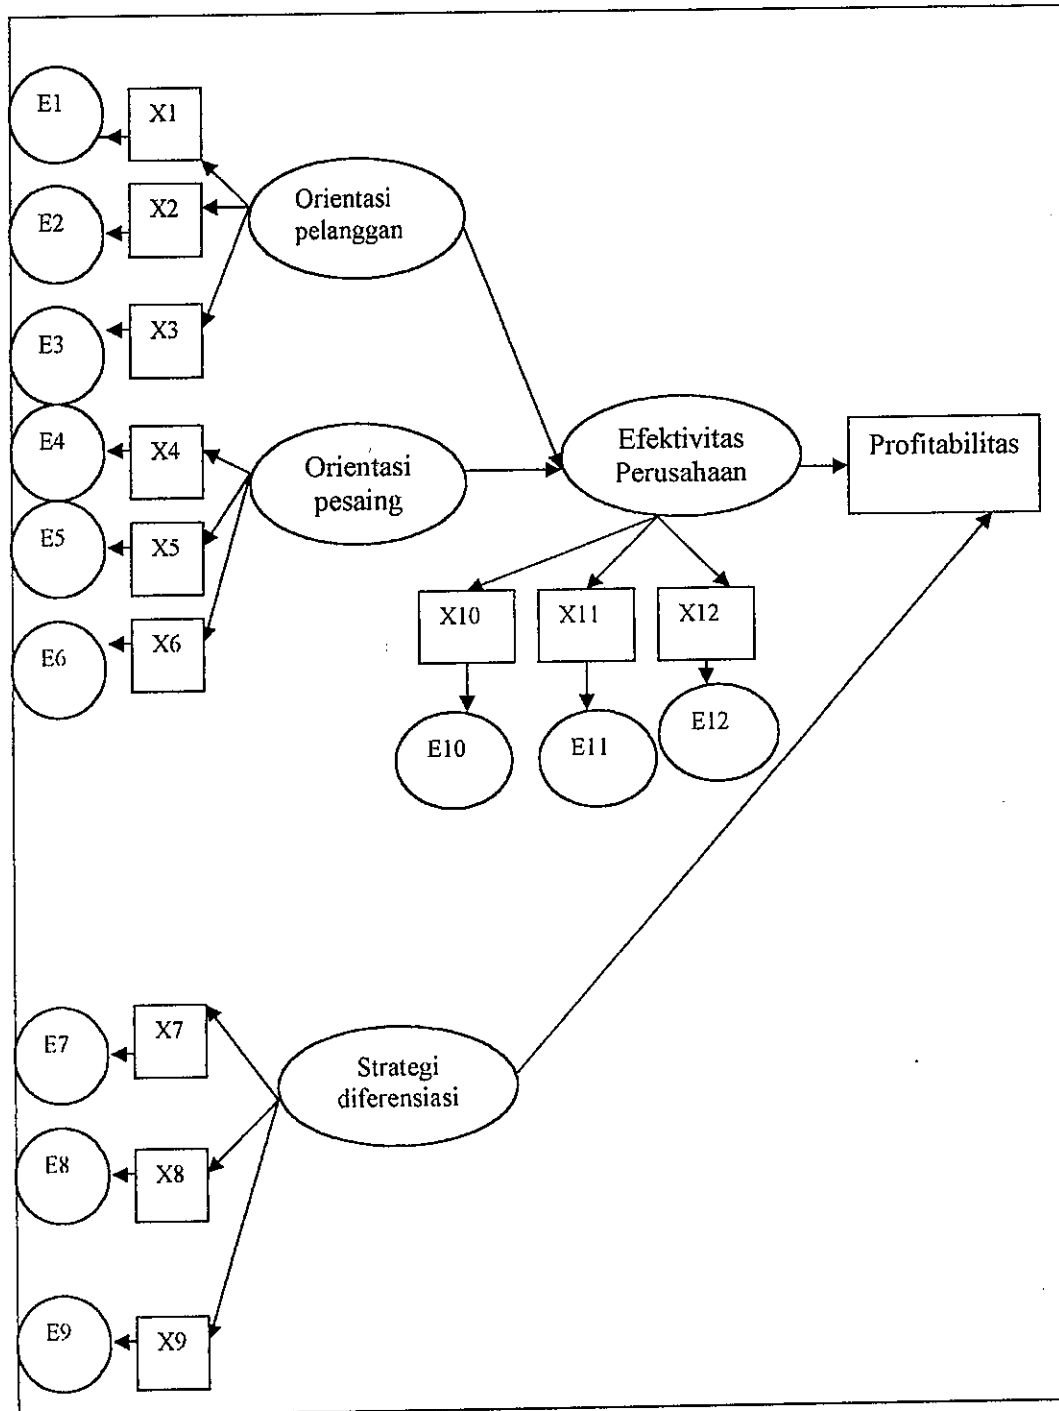 E1
X1
Orientasi
pelanggan
E2
X2
E3
X3
E4
X4
Orientasi
pesaing
Efektivitas
Perusahaan
Profitabilitas
E5
X5
E6
X6
X10
X11
X12
E10
E11
E12
E7
X7
Strategi
diferensiasi
E8
X8
E9
X9